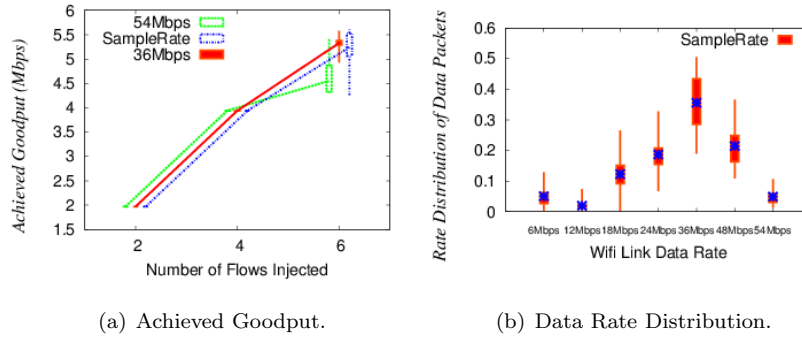 54Mbps
SampleRate
36Mbps
Achieved Goodput (Mbps)
6
5.5
5
4.5
4
3.5
3
2.5
2
1.5
2
4
6
Number of Flows Injected
(a) Achieved Goodput.
SampleRate
Rate Distribution of Data Packets
0.6
0.5
0.4
0.3
0.2
0.1
0
6Mbps 12Mbps 18Mbps 24Mbps 36Mbps 48Mbps 54Mbps
Wifi Link Data Rate
(b) Data Rate Distribution.